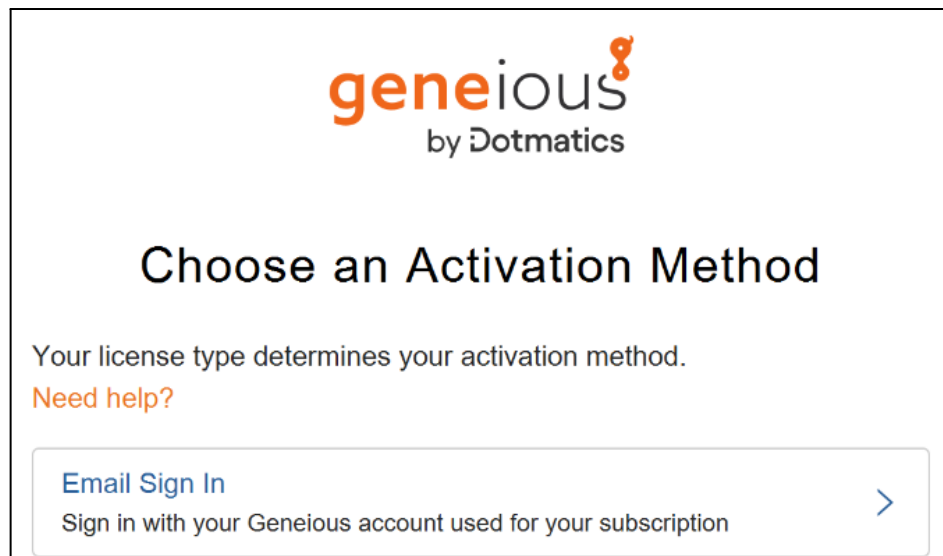 geneious
by Dotmatics
Choose an Activation Method
Your license type determines your activation method.
Need help?
Email Sign In
Sign in with your Geneious account used for your subscription